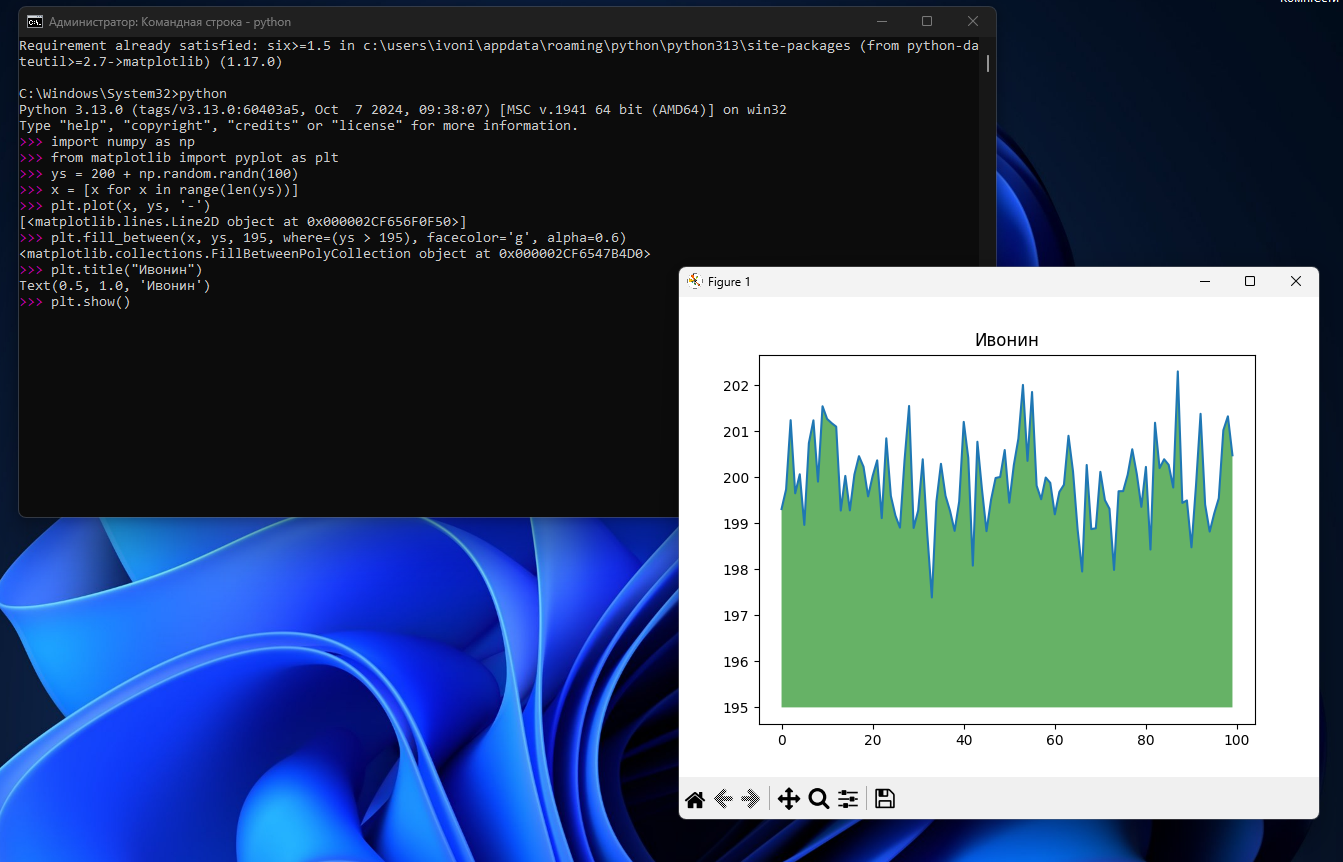 Администратор: Командная строка - python
Requirement already satisfied: six>=1.5 in c:\users\ivoni\appdata\roaming\python\python313\site-packages (from python-da
teutil>=2.7->matplotlib) (1.17.0)
C:\Windows\System32>python
Python 3.13.0 (tags/v3.13.0:60403a5, Oct  7 2024, 09:38:07) [MSC v.1941 64 bit (AMD64)] on win32
Type "help", "copyright", "credits" or "license" for more information.
>>> import numpy as np
>>> from matplotlib import pyplot as plt
>>> ys = 200 + np.random.randn(100)
>>> x = [x for x in range(len(ys))]
>>> plt.plot(x, ys, '-')
[<matplotlib.lines.Line2D object at 0x000002CF656F0F50>]
>>> plt.fill_between(x, ys, 195, where=(ys > 195), facecolor='g', alpha=0.6)
<matplotlib.collections.FillBetweenPolyCollection object at 0x000002CF6547B4D0>
>>> plt.title("Ивонин")
Text(0.5, 1.0, 'Ивонин')
>>> plt.show()
Figure 1
Ивонин
202
201
200
199
198
197
196
195
0 20 40 60 80 100